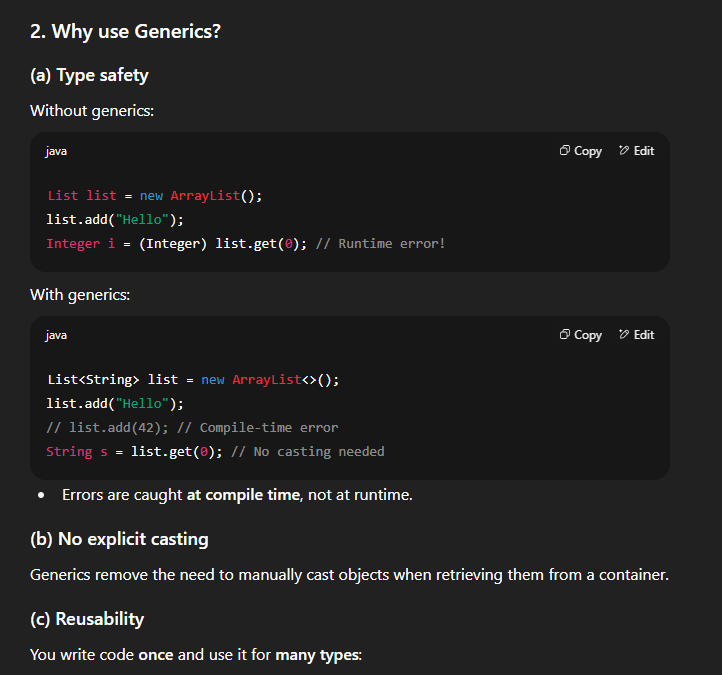 2. Why use Generics?
(a) Type safety
Without generics:
java
Copy
Edit
List list = new ArrayList();
list.add("Hello");
Integer i = (Integer) list.get(0); // Runtime error!
With generics:
java
Copy
Edit
List<String> list = new ArrayList<>();
list.add("Hello");
// list.add(42); // Compile-time error
String s = list.get(0); // No casting needed
• Errors are caught at compile time, not at runtime.
(b) No explicit casting
Generics remove the need to manually cast objects when retrieving them from a container.
(c) Reusability
You write code once and use it for many types: